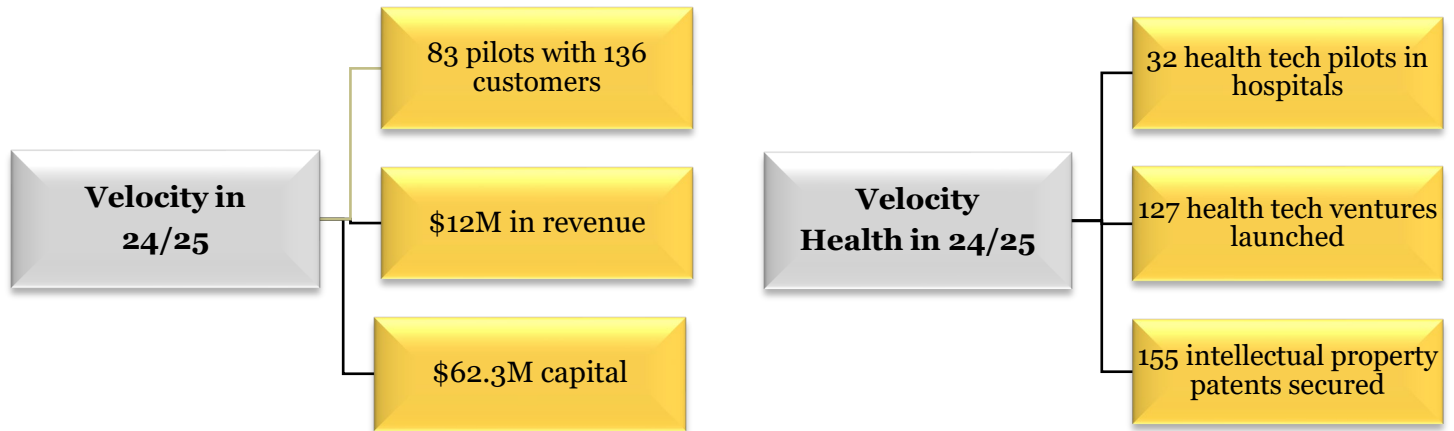 Velocity in
24/25
83 pilots with 136
customers
$12M in revenue
$62.3M capital
Velocity
Health in 24/25
32 health tech pilots in
hospitals
127 health tech ventures
launched
155 intellectual property
patents secured